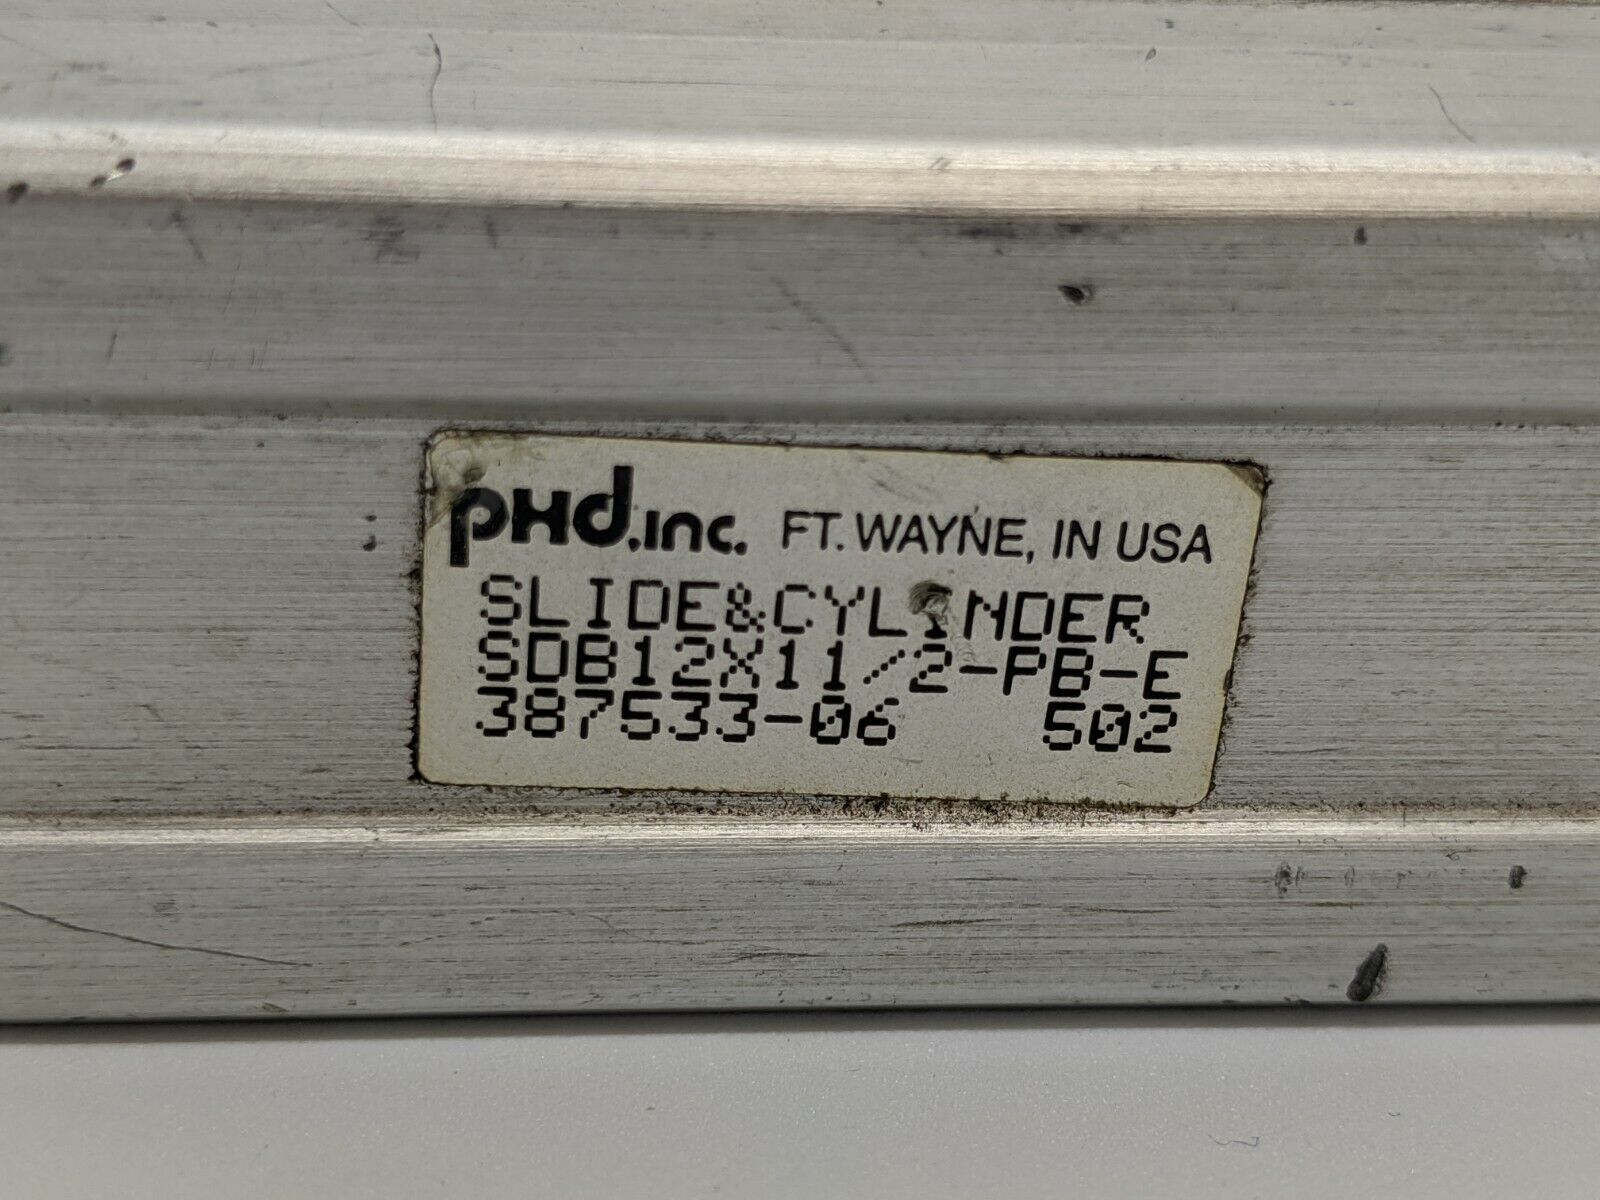 PHd.inc. FT. WAYNE, IN USA
SLIDE&CYLINDER
SDB12X11/2-PB-E
387533-06 502